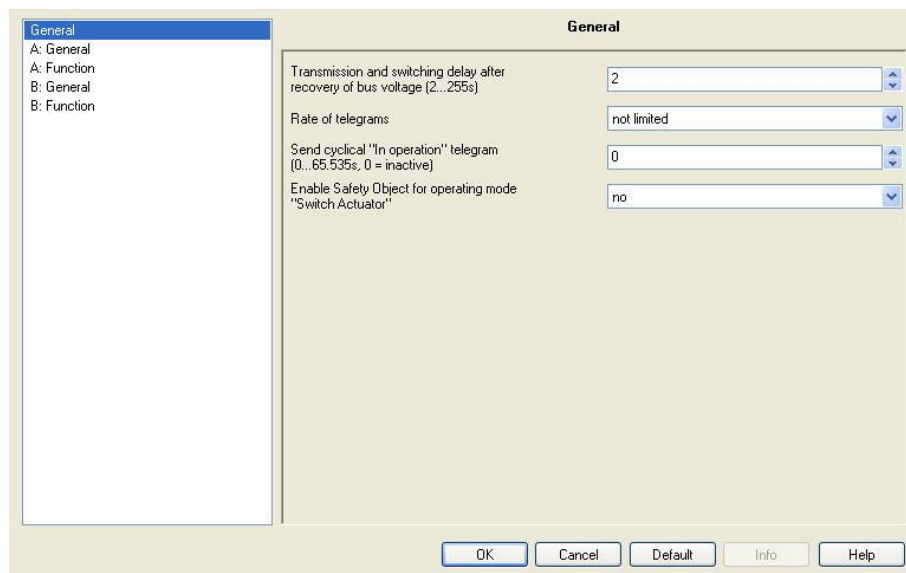 General
A: General
A: Function
B: General
B: Function
General
Transmission and switching delay after
recovery of bus voltage (2...255s)
2
Rate of telegrams
not limited
Send cyclical "In operation" telegram
(0...65.535s, 0 = inactive)
0
Enable Safety Object for operating mode
"Switch Actuator"
no
OK
Cancel
Default
Info
Help